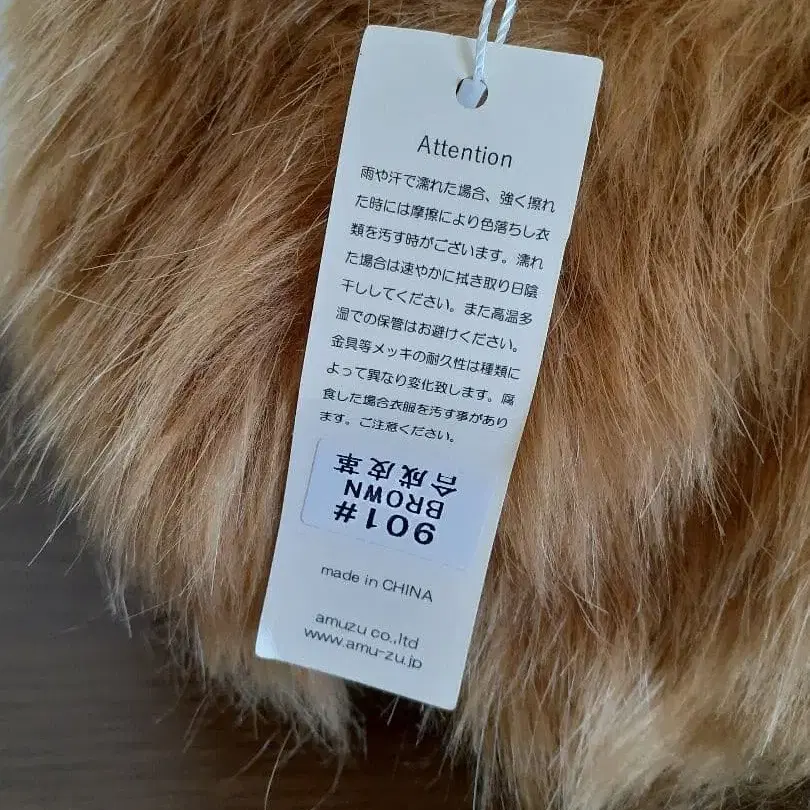 Attention
雨や汗で濡れた場合、強く擦れ
た時には摩擦により色落ちし衣
類を汚す時がございます。濡れ
た場合は速やかに拭き取り日陰
干ししてください。また高温多
湿での保管はお避けください。
金具等メッキの耐久性は種類に
よって異なり変化致します。腐
食した場合衣服を汚す事があり
ます。ご注意ください。
901#
BROWN
合成皮革
made in CHINA
amuzu co.,ltd
www.amu-zu.jp